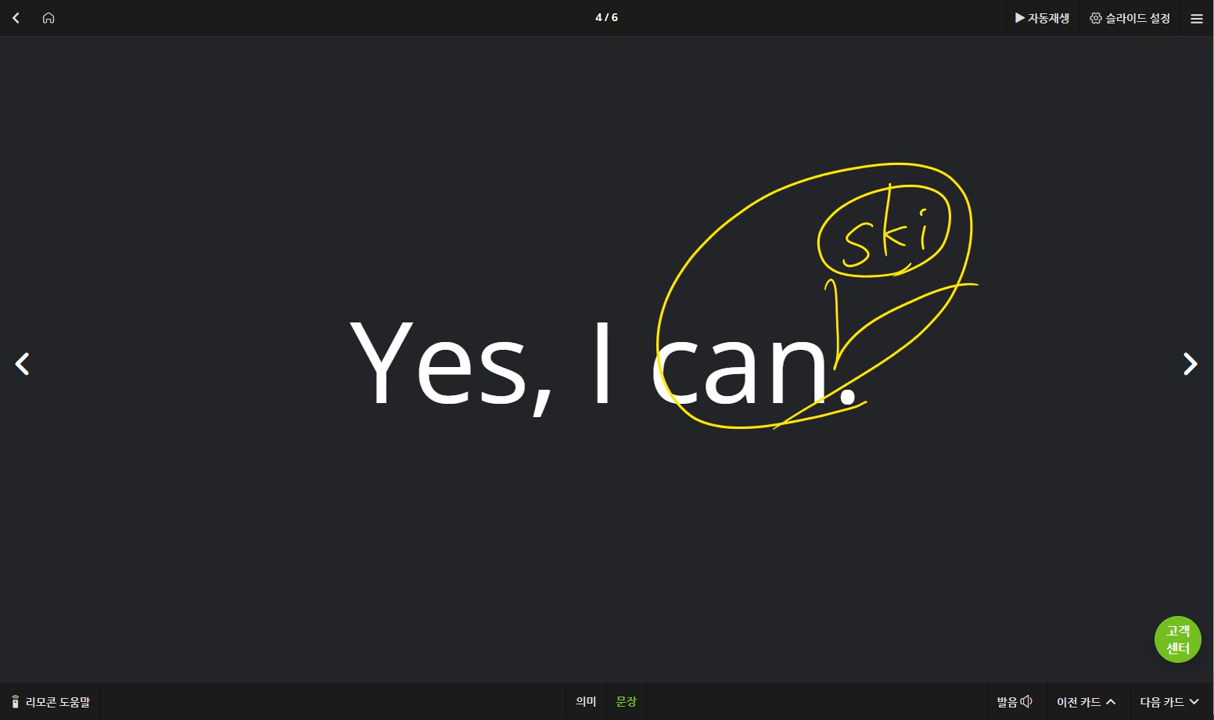 4 / 6
자동재생
슬라이드 설정
ski
Yes, I can.
고객
센터
리모콘 도움말
의미
문장
발음
이전 카드
다음 카드